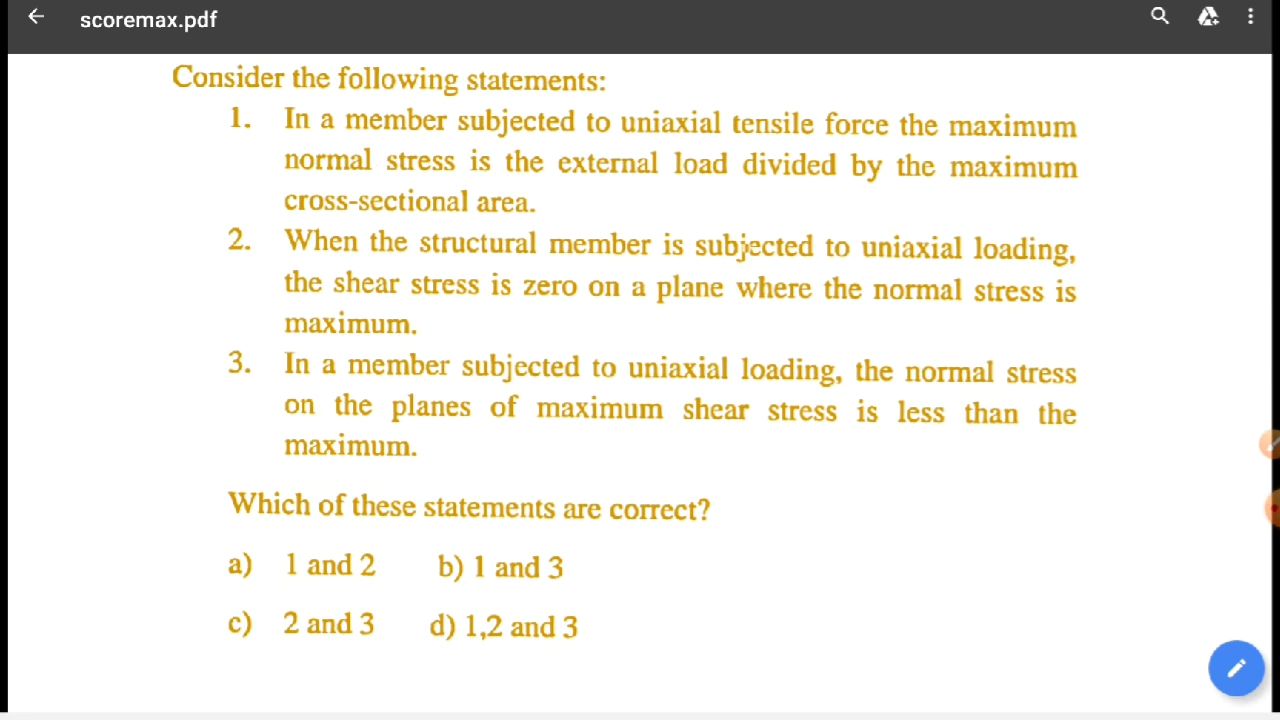 scoremax.pdf
Consider the following statements:
1. In a member subjected to uniaxial tensile force the maximum
normal stress is the external load divided by the maximum
cross-sectional area.
2. When the structural member is subjected to uniaxial loading,
the shear stress is zero on a plane where the normal stress is
maximum.
3. In a member subjected to uniaxial loading, the normal stress
on the planes of maximum shear stress is less than the
maximum.
Which of these statements are correct?
a) 1 and 2 b) 1 and 3
c) 2 and 3 d) 1,2 and 3